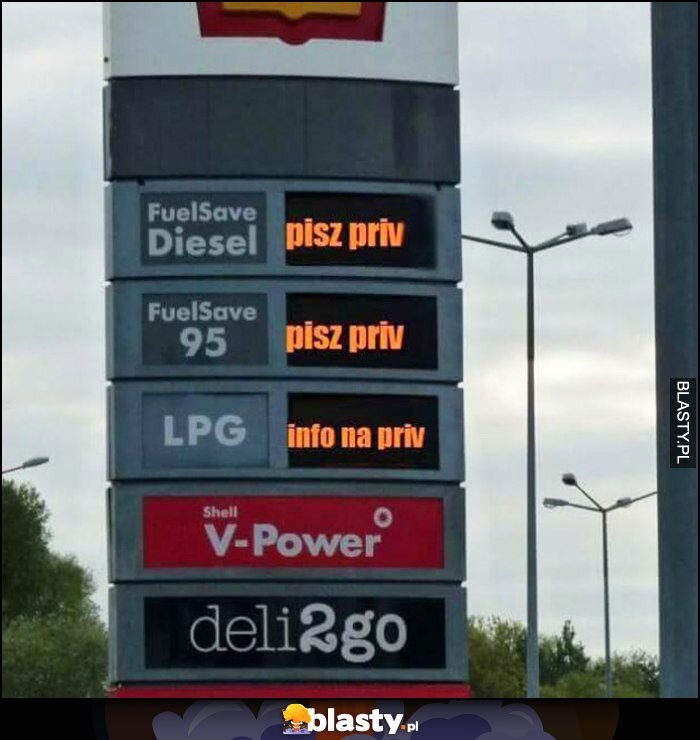 FuelSave
Diesel
pisz priv
FuelSave
95
pisz priv
LPG
info na priv
Shell
V-Power
deli2go
BLASTY.PL
blasty.pl